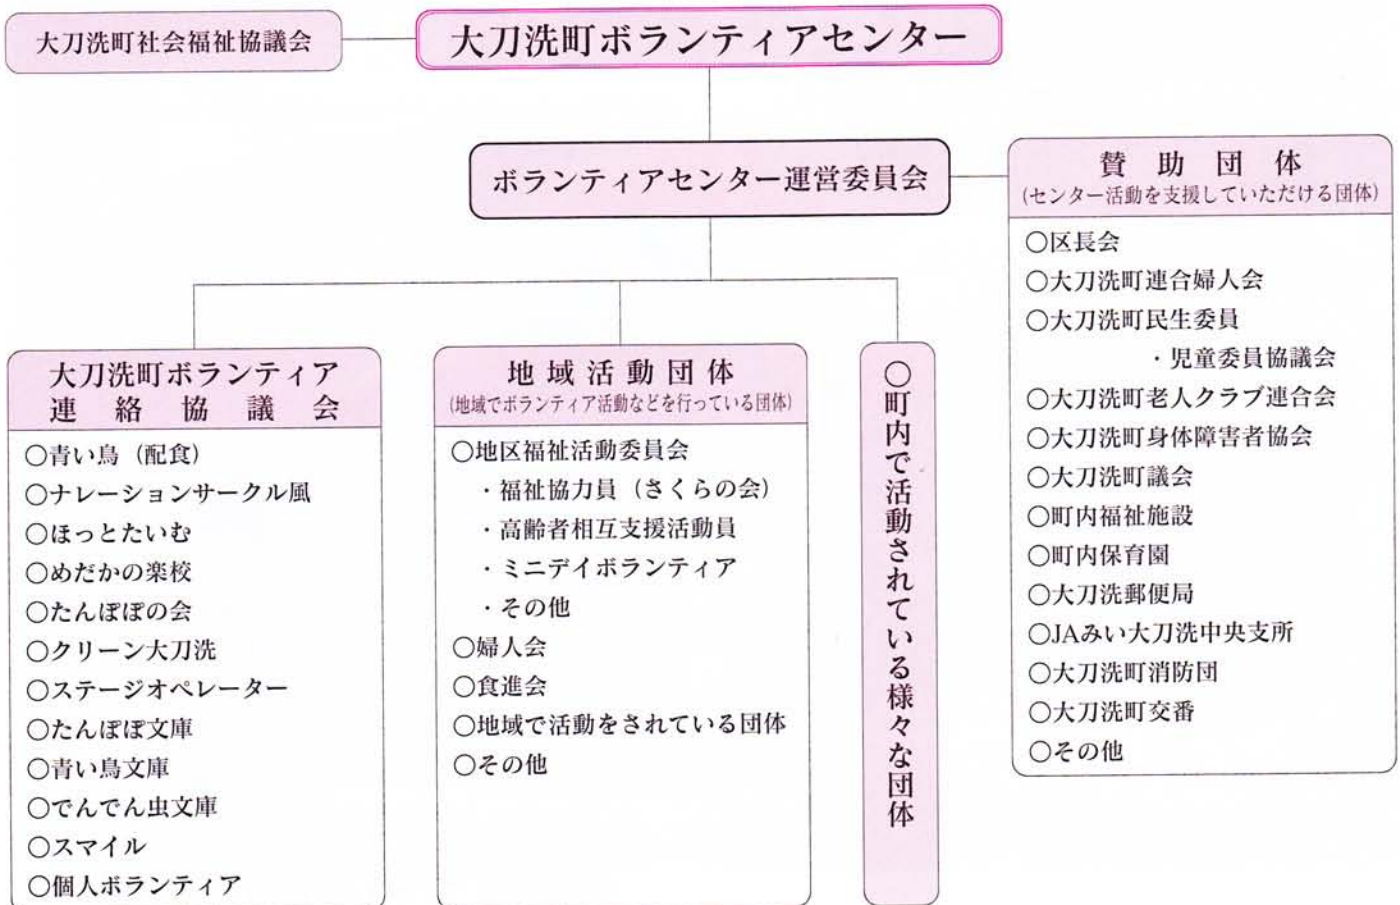 大刀洗町社会福祉協議会
大刀洗町ボランティアセンター
ボランティアセンター運営委員会
賛助団体
(センター活動を支援していただける団体)
○区長会
○大刀洗町連合婦人会
○大刀洗町民生委員
・児童委員協議会
○大刀洗町老人クラブ連合会
○大刀洗町身体障害者協会
○大刀洗町議会
○町内福祉施設
○町内保育園
○大刀洗郵便局
○JAみい大刀洗中央支所
○大刀洗町消防団
○大刀洗町交番
○その他
大刀洗町ボランティア
連絡協議会
○青い鳥（配食）
○ナレーションサークル風
○ほっとたいむ
○めだかの楽校
○たんぽぽの会
○クリーン大刀洗
○ステージオペレーター
○たんぽぽ文庫
○青い鳥文庫
○でんでん虫文庫
○スマイル
○個人ボランティア
地域活動団体
(地域でボランティア活動などを行っている団体)
○地区福祉活動委員会
・福祉協力員（さくらの会）
・高齢者相互支援活動員
・ミニデイボランティア
・その他
○婦人会
○食進会
○地域で活動をされている団体
○その他
○町内で活動されている様々な団体